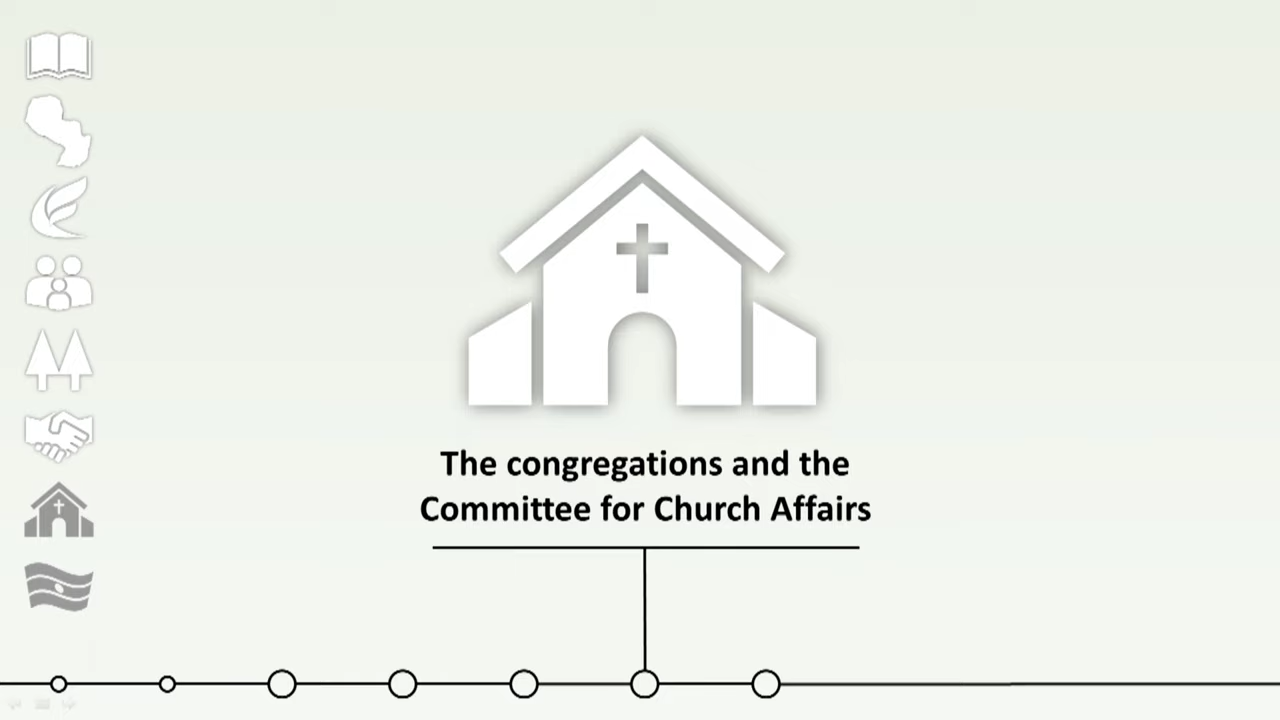 The congregations and the
Committee for Church Affairs